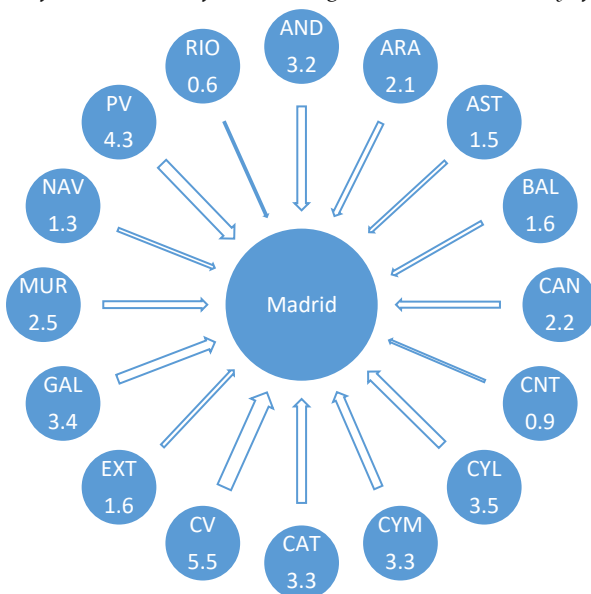 AND
3.2
ARA
2.1
AST
1.5
BAL
1.6
CAN
2.2
CNT
0.9
CYL
3.5
CYM
3.3
CAT
3.3
CV
5.5
EXT
1.6
GAL
3.4
MUR
2.5
NAV
1.3
PV
4.3
RIO
0.6
Madrid